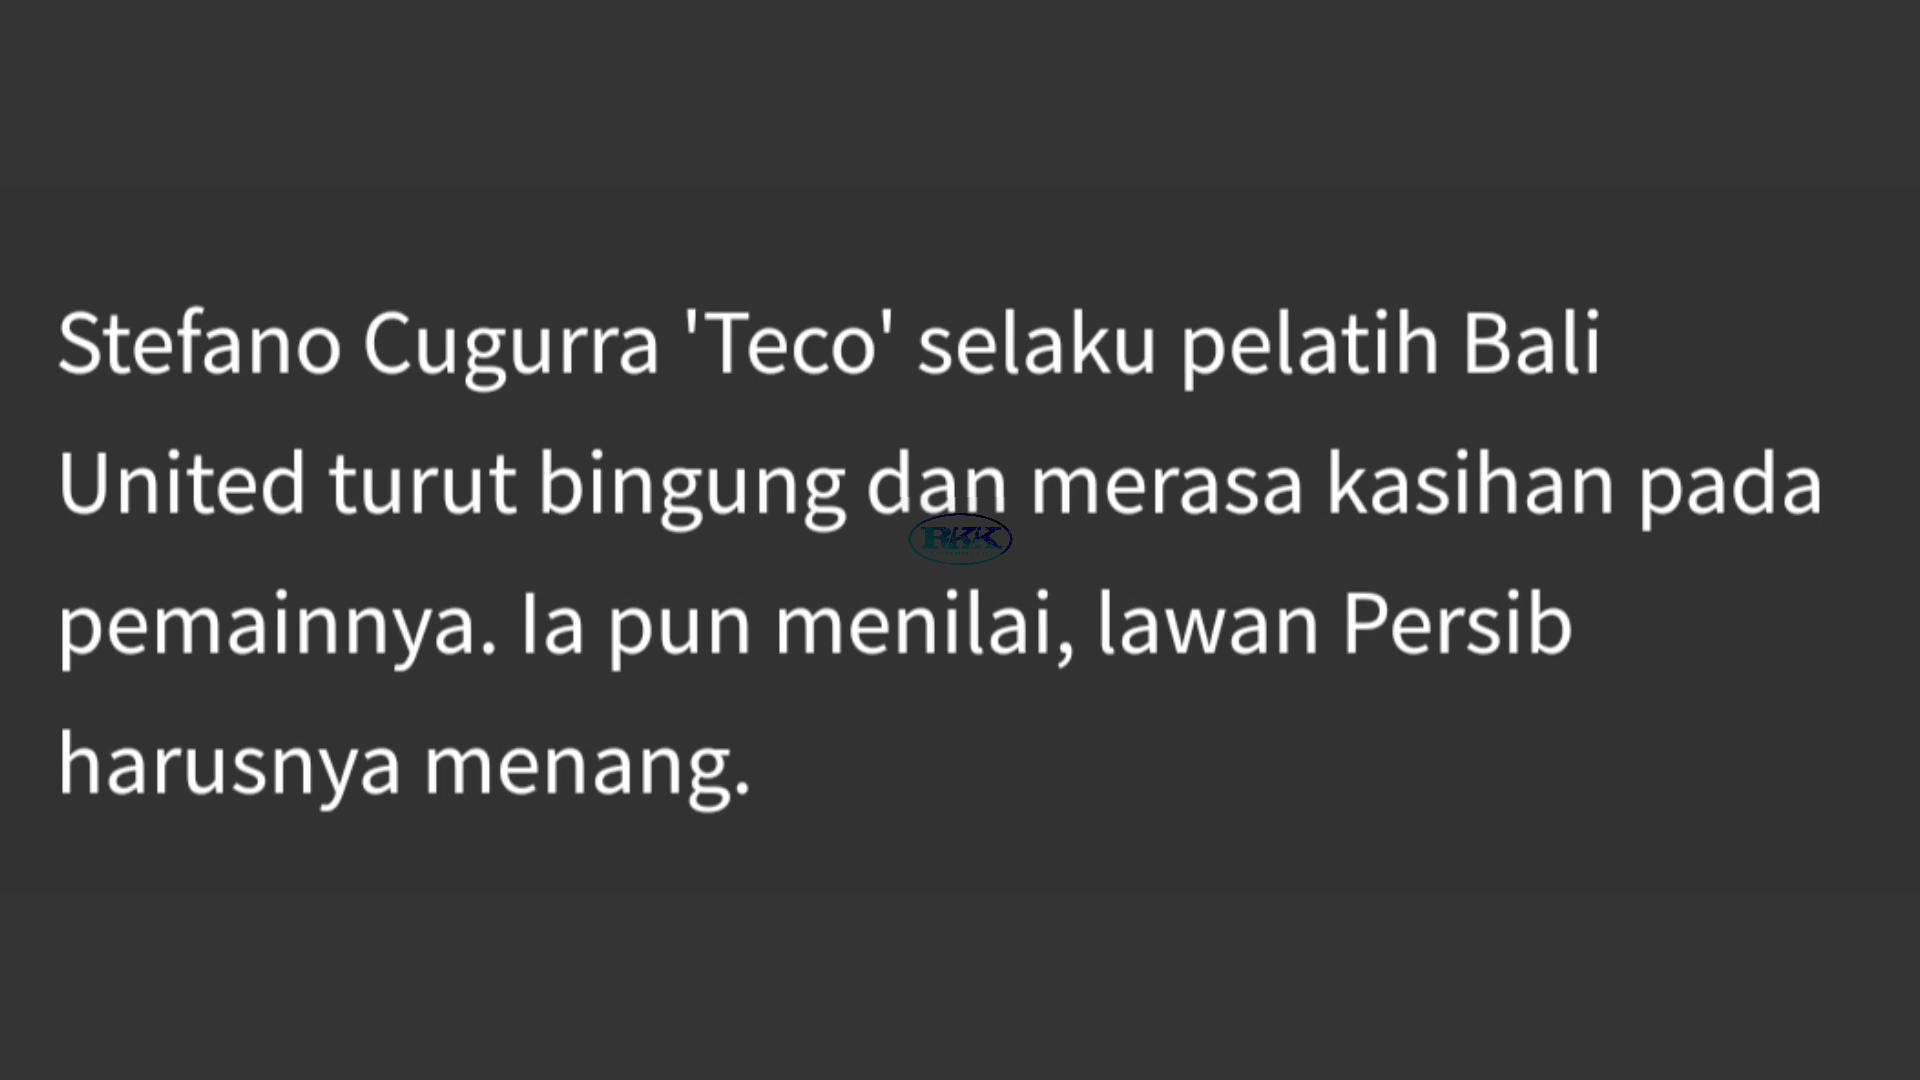 Stefano Cugurra 'Teco' selaku pelatih Bali
United turut bingung dan merasa kasihan pada
RKK
pemainnya. Ia pun menilai, lawan Persib
harusnya menang.